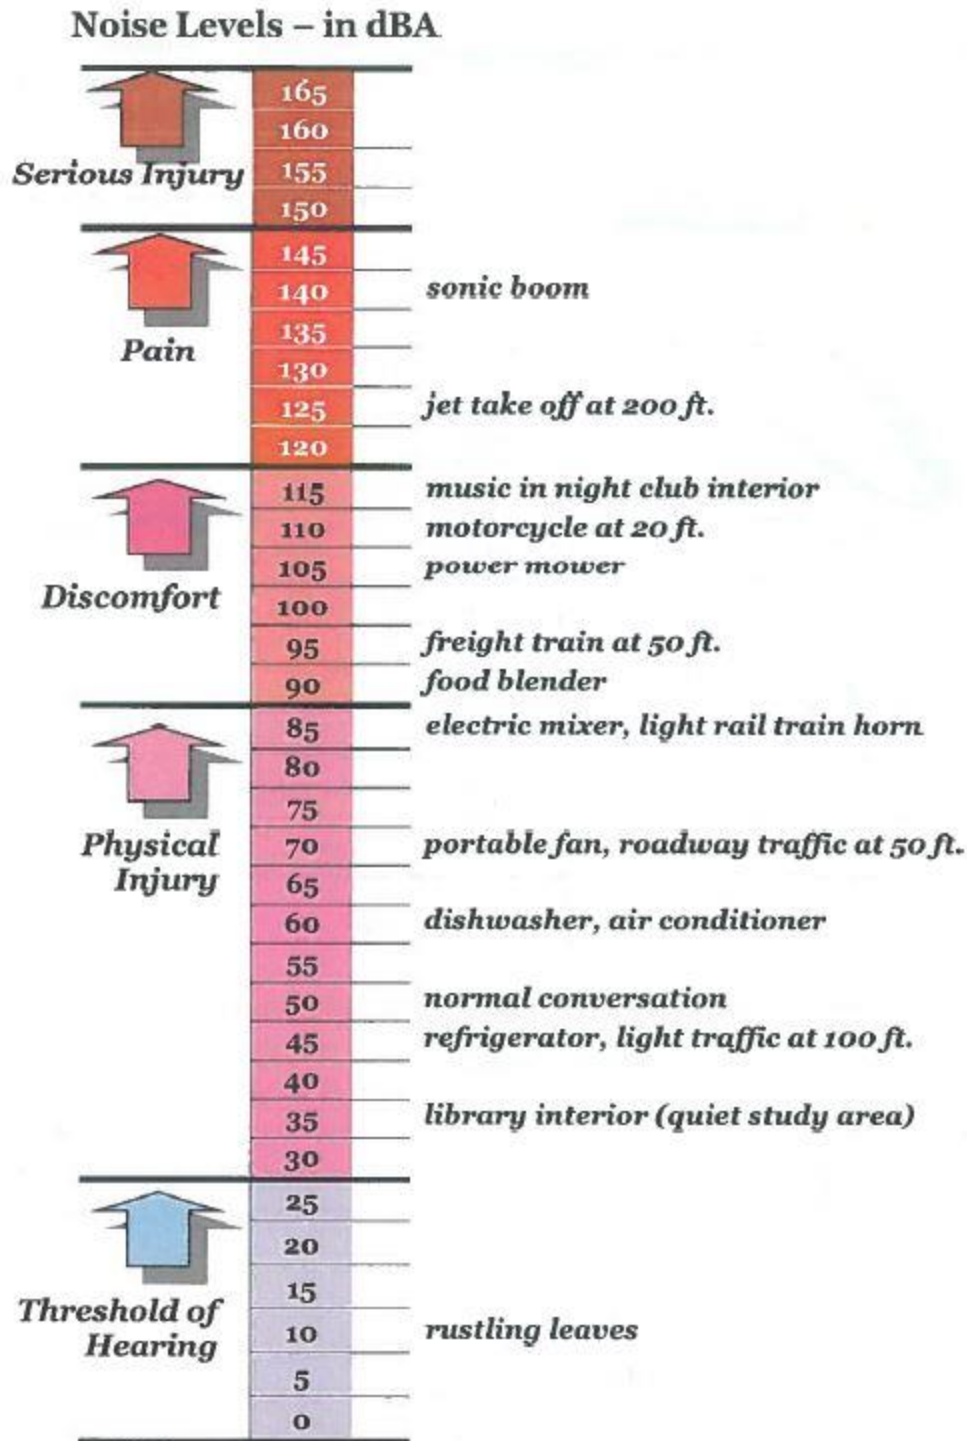 Noise Levels – in dBA
165
160
Serious Injury 155
150
145
140 sonic boom
135
Pain
130
125 jet take off at 200 ft.
120
115 music in night club interior
110 motorcycle at 20 ft.
105 power mower
Discomfort 100
95 freight train at 50 ft.
90 food blender
85 electric mixer, light rail train horn
80
75
Physical 70 portable fan, roadway traffic at 50 ft.
Injury 65
60 dishwasher, air conditioner
55
50 normal conversation
45 refrigerator, light traffic at 100 ft.
40
35 library interior (quiet study area)
30
25
20
15
Threshold of
10 rustling leaves
Hearing
5
0